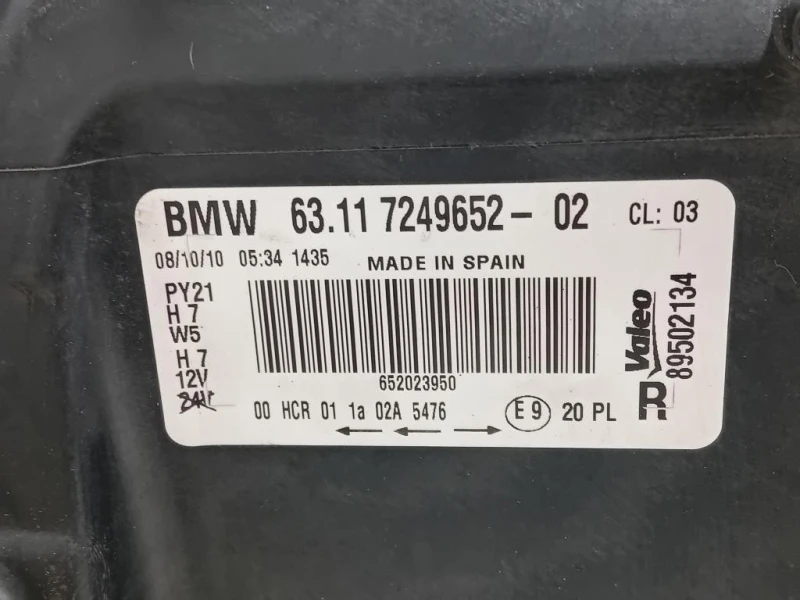 BMW 63.11 7249652- 02 CL: 03
08/10/10 05:34 1435 MADE IN SPAIN
PY21
H 7
W5
H 7
12V
24V
652023950
00 HCR 01 1a 02A 5476 E 9 20 PL
Valeo
89502134
R